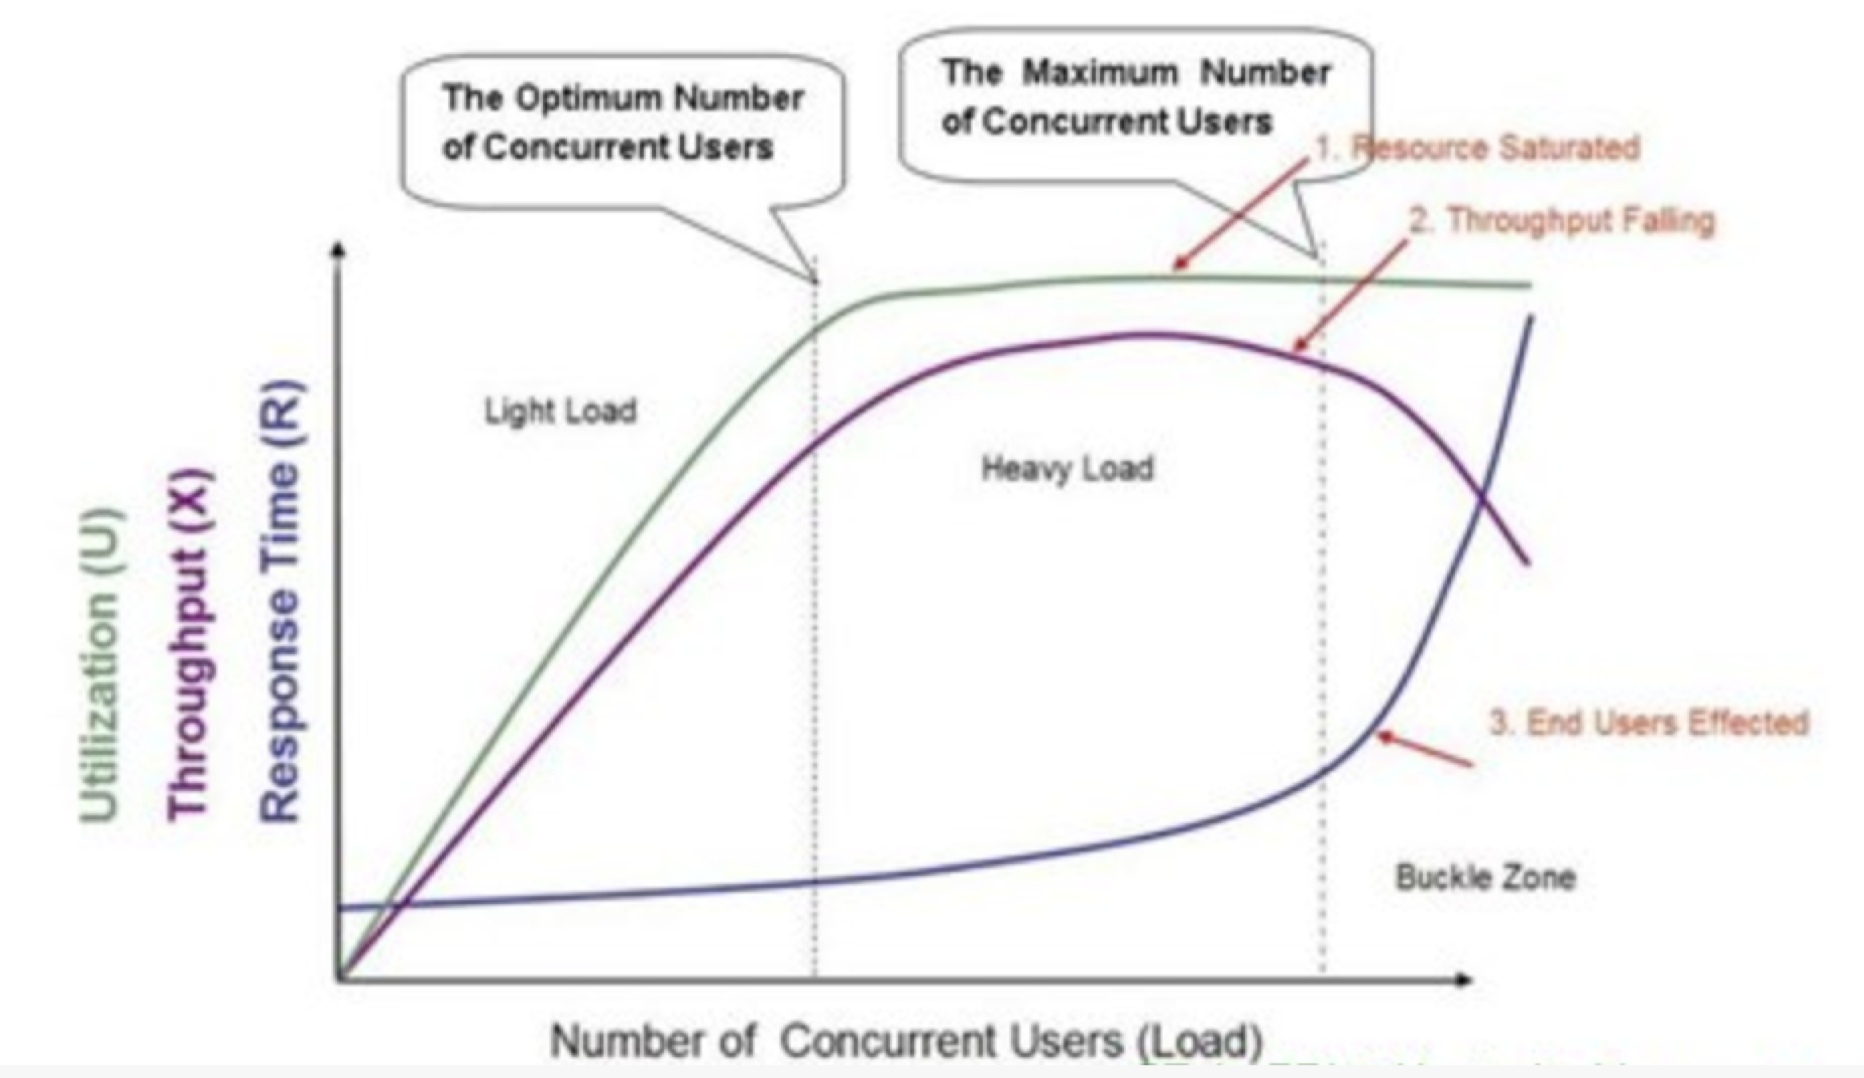 The Optimum Number
of Concurrent Users
The Maximum Number
of Concurrent Users
1. Resource Saturated
2. Throughput Falling
Light Load
Heavy Load
Utilization (U)
Throughput (X)
Response Time (R)
3. End Users Effected
Buckle Zone
Number of Concurrent Users (Load)